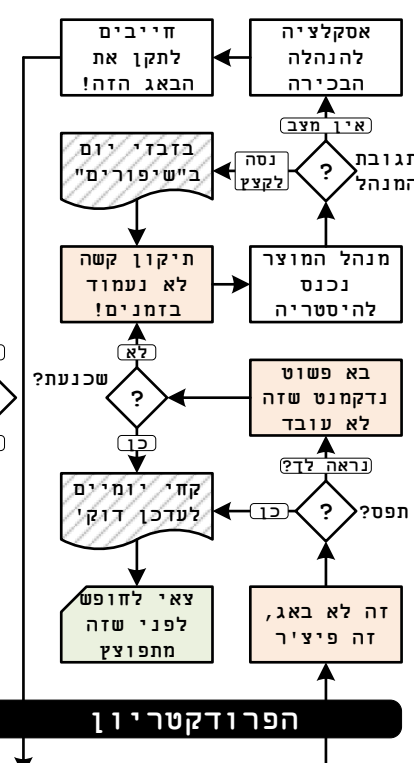 אסקלציה
להנהלה
הבכירה
חייבים
לתקן את
הבאג הזה!
אין מצב
תגובת
המנהל
?
נסה
לקצץ
בזבזי יום
ב"שיפורים"
מנהל המוצר
נכנס
להיסטריה
תיקון קשה
לא נעמוד
בזמנים!
לא
בא פשוט
נדקמנט שזה
לא עובד
שכנעת?
?
כן
נראה לך?
תפס?
?
כן
קחי יומיים
לעדכן דוק'
זה לא באג,
זה פיצ'ר
צאי לחופש
לפני שזה
מתפוצץ
הפרודקטריון